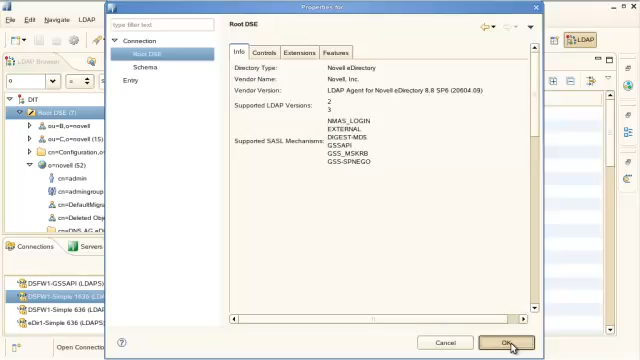 Properties for
File Edit Navigate LDAP
type filter text
Root DSE
LDAP Browser
Connection
Root DSE
Schema
Entry
Info Controls Extensions Features
LDAP
Directory Type: Novell eDirectory
Vendor Name: Novell, Inc.
Vendor Version: LDAP Agent for Novell eDirectory 8.8 SP6 (20604.09)
Supported LDAP Versions: 2
3
Supported SASL Mechanisms: NMAS_LOGIN
EXTERNAL
DIGEST-MD5
GSSAPI
GSS_MSKRB
GSS-SPNEGO
o
=
DIT
Root DSE (7)
ou=B,o=novell
ou=C,o=novell (15)
cn=Configuration,o
o=novell (52)
cn=admin
cn=admingroup
cn=DefaultMigra
cn=Deleted Obje
Connections Servers
DSFW1-GSSAPI (LDAPS)
DSFW1-Simple 1636 (LDA
DSFW1-Simple 636 (LDAPS)
eDir1-Simple 636 (LDAPS)
Cancel OK
Open Connectio